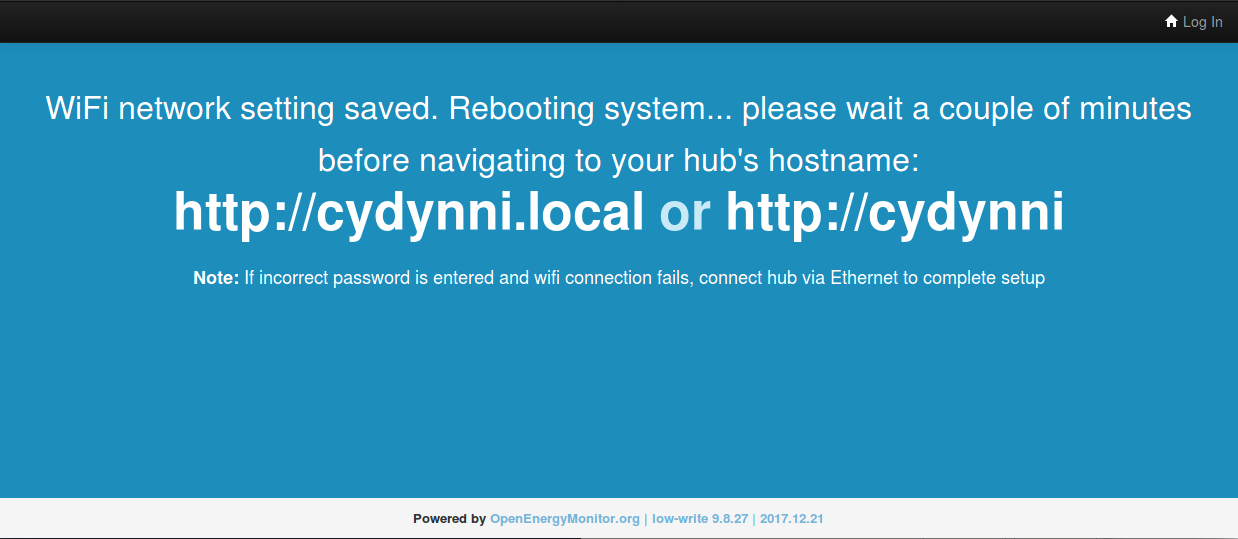 Log In
WiFi network setting saved. Rebooting system... please wait a couple of minutes
before navigating to your hub's hostname:
http://cydynni.local or http://cydynni
Note: If incorrect password is entered and wifi connection fails, connect hub via Ethernet to complete setup
Powered by OpenEnergyMonitor.org | low-write 9.8.27 | 2017.12.21